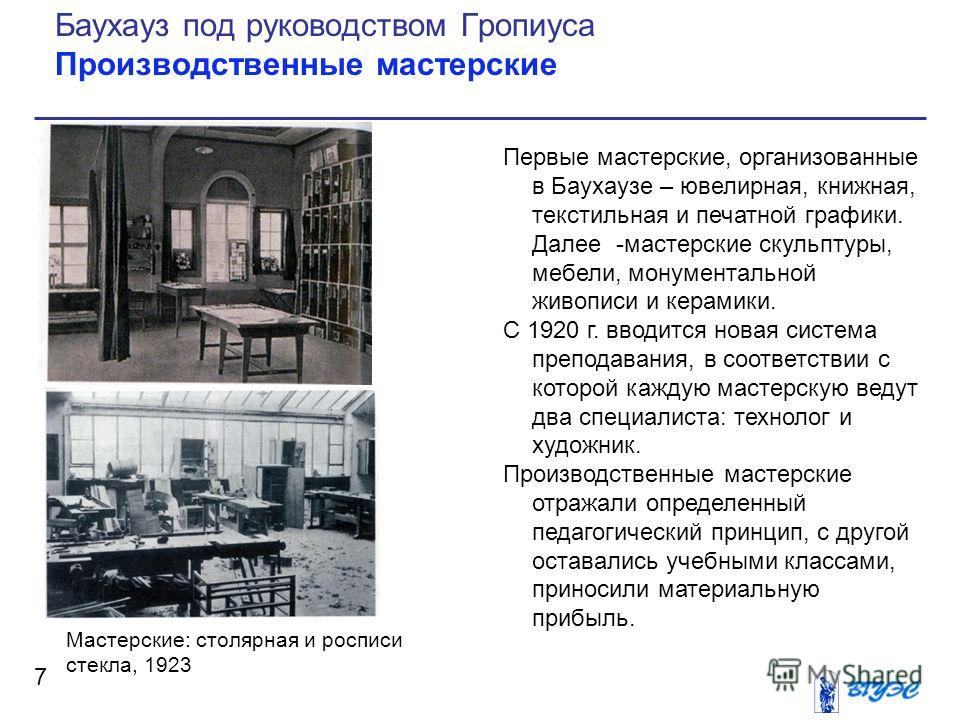 Баухауз под руководством Гропиуса
Производственные мастерские
Первые мастерские, организованные
в Баухаузе – ювелирная, книжная,
текстильная и печатной графики.
Далее -мастерские скульптуры,
мебели, монументальной
живописи и керамики.
С 1920 г. вводится новая система
преподавания, в соответствии с
которой каждую мастерскую ведут
два специалиста: технолог и
художник.
Производственные мастерские
отражали определенный
педагогический принцип, с другой
оставались учебными классами,
приносили материальную
прибыль.
Мастерские: столярная и росписи
стекла, 1923
7
MyShared
ВГУЭС